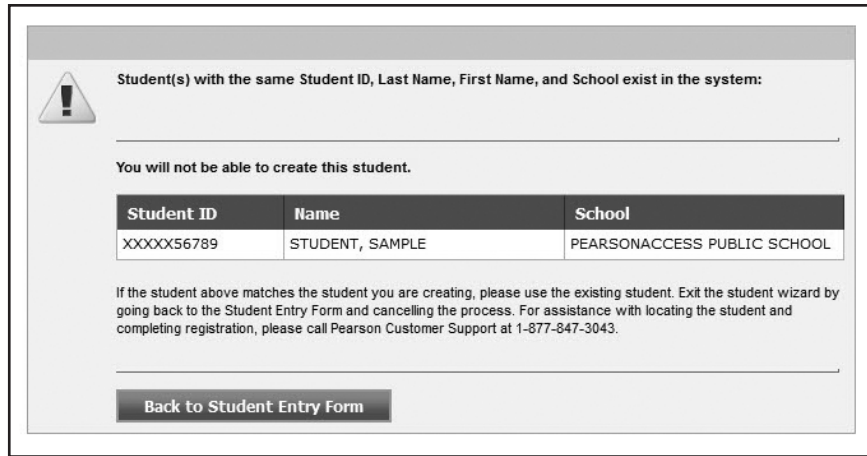 Student(s) with the same Student ID, Last Name, First Name, and School exist in the system:
You will not be able to create this student.
Student ID Name School
XXXXX56789 STUDENT, SAMPLE PEARSONACCESS PUBLIC SCHOOL
If the student above matches the student you are creating, please use the existing student. Exit the student wizard by
going back to the Student Entry Form and cancelling the process. For assistance with locating the student and
completing registration, please call Pearson Customer Support at 1-877-847-3043.
Back to Student Entry Form